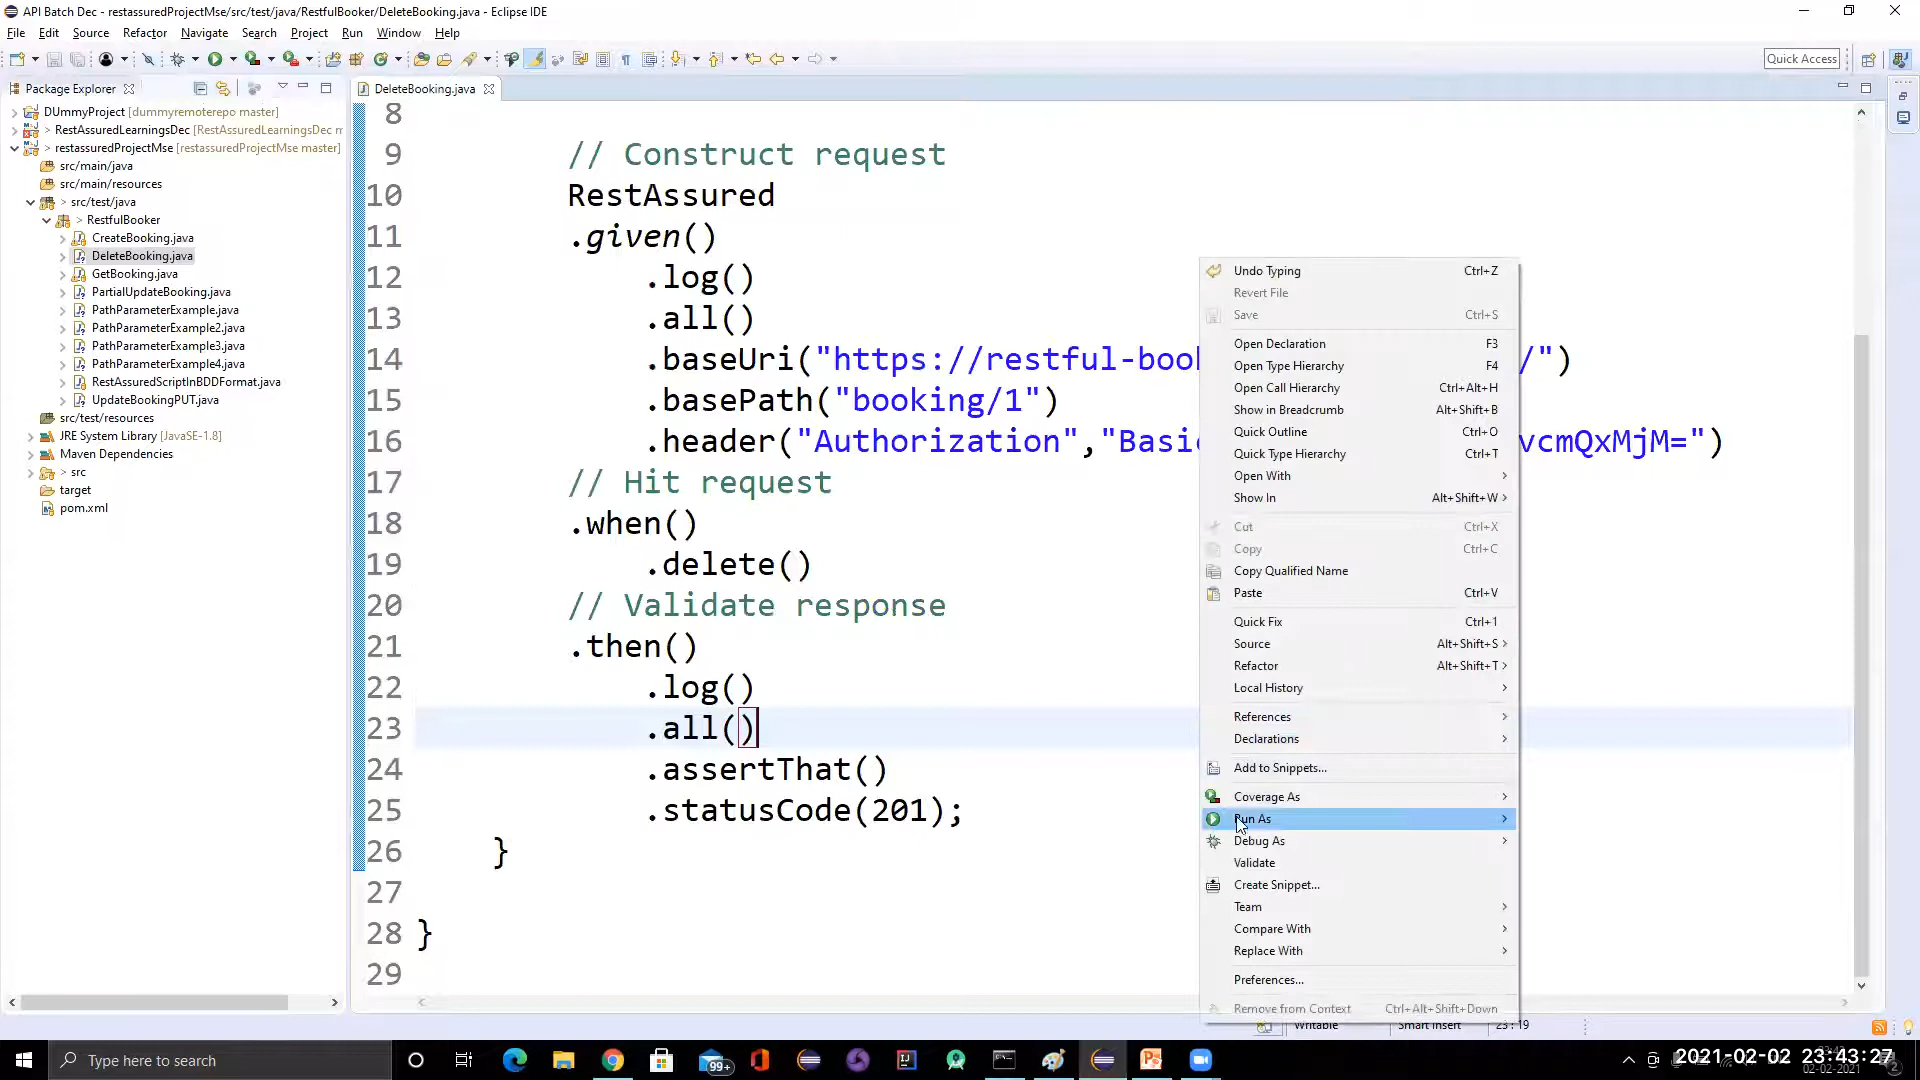 API Batch Dec - restassuredProjectMse/src/test/java/RestfulBooker/DeleteBooking.java - Eclipse IDE
File Edit Source Refactor Navigate Search Project Run Window Help
Quick Access
Package Explorer
DeleteBooking.java
DUmmyProject [dummyremoterepo master]
> RestAssuredLearningsDec [RestAssuredLearningsDec m
> restassuredProjectMse [restassuredProjectMse master]
src/main/java
src/main/resources
> src/test/java
> RestfulBooker
CreateBooking.java
DeleteBooking.java
GetBooking.java
PartialUpdateBooking.java
PathParameterExample.java
PathParameterExample2.java
PathParameterExample3.java
PathParameterExample4.java
RestAssuredScriptInBDDFormat.java
UpdateBookingPUT.java
src/test/resources
JRE System Library [JavaSE-1.8]
Maven Dependencies
> src
target
pom.xml
8
9 // Construct request
10 RestAssured
11 .given()
12 .log()
13 .all()
14 .baseUri("https://restful-boo /")
15 .basePath("booking/1")
16 .header("Authorization","Basi vcmQxMjM=")
17 // Hit request
18 .when()
19 .delete()
20 // Validate response
21 .then()
22 .log()
23 .all()
24 .assertThat()
25 .statusCode(201);
26 }
27
28 }
29
Undo Typing Ctrl+Z
Revert File
Save Ctrl+S
Open Declaration F3
Open Type Hierarchy F4
Open Call Hierarchy Ctrl+Alt+H
Show in Breadcrumb Alt+Shift+B
Quick Outline Ctrl+O
Quick Type Hierarchy Ctrl+T
Open With
Show In Alt+Shift+W
Cut Ctrl+X
Copy Ctrl+C
Copy Qualified Name
Paste Ctrl+V
Quick Fix Ctrl+1
Source Alt+Shift+S
Refactor Alt+Shift+T
Local History
References
Declarations
Add to Snippets...
Coverage As
Run As
Debug As
Validate
Create Snippet...
Team
Compare With
Replace With
Preferences...
Remove from Context Ctrl+Alt+Shift+Down
Writable Smart Insert 23 : 19
Type here to search
99+
2021-02-02 23:43:27
02-02-2021
2